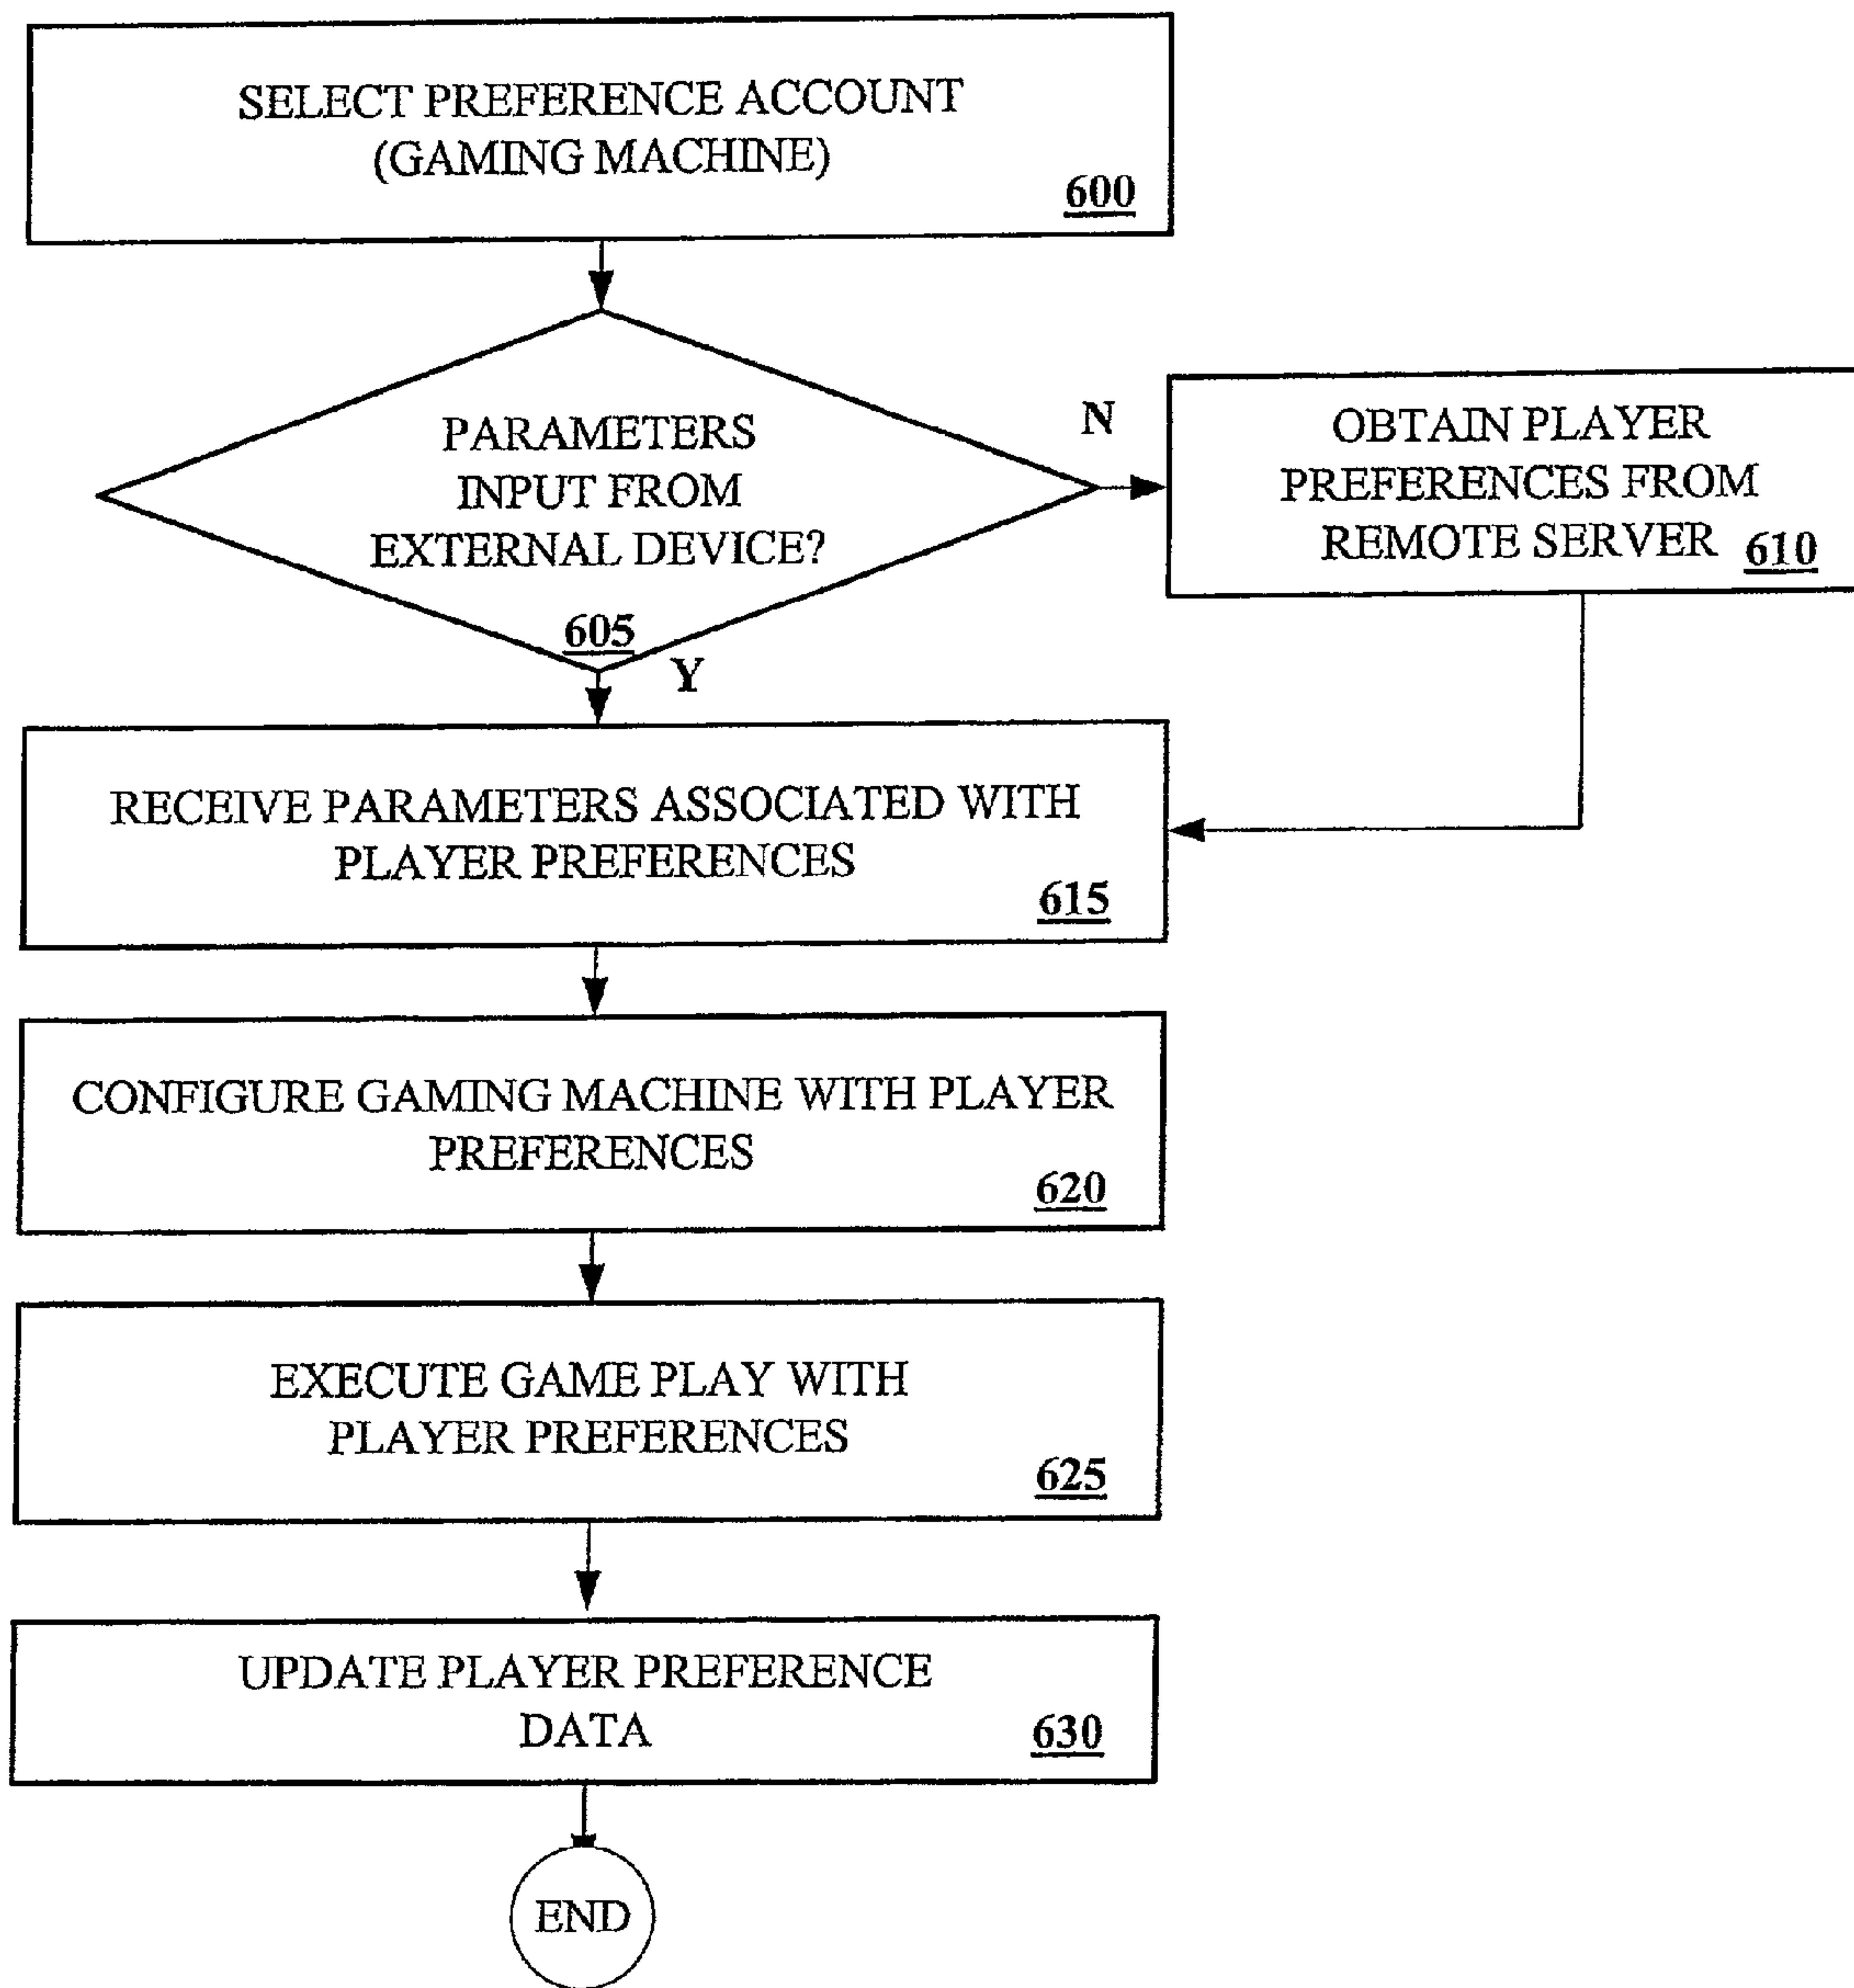 SELECT PREFERENCE ACCOUNT
(GAMING MACHINE)
600
PARAMETERS
INPUT FROM
EXTERNAL DEVICE?
605
N
OBTAIN PLAYER
PREFERENCES FROM
REMOTE SERVER 610
Y
RECEIVE PARAMETERS ASSOCIATED WITH
PLAYER PREFERENCES
615
CONFIGURE GAMING MACHINE WITH PLAYER
PREFERENCES
620
EXECUTE GAME PLAY WITH
PLAYER PREFERENCES
625
UPDATE PLAYER PREFERENCE
DATA 630
END